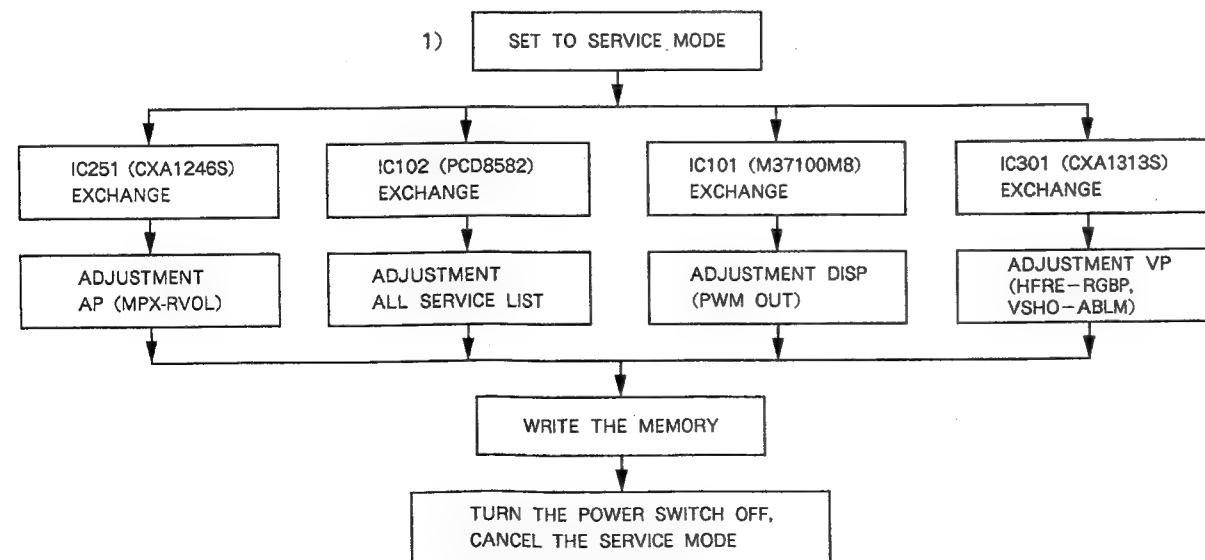 1) SET TO SERVICE MODE
IC251 (CXA1246S)
EXCHANGE
IC102 (PCD8582)
EXCHANGE
IC101 (M37100M8)
EXCHANGE
IC301 (CXA1313S)
EXCHANGE
ADJUSTMENT
AP (MPX-RVOL)
ADJUSTMENT
ALL SERVICE LIST
ADJUSTMENT DISP
(PWM OUT)
ADJUSTMENT VP
(HFRE-RGBP,
VSHO-ABLM)
WRITE THE MEMORY
TURN THE POWER SWITCH OFF,
CANCEL THE SERVICE MODE